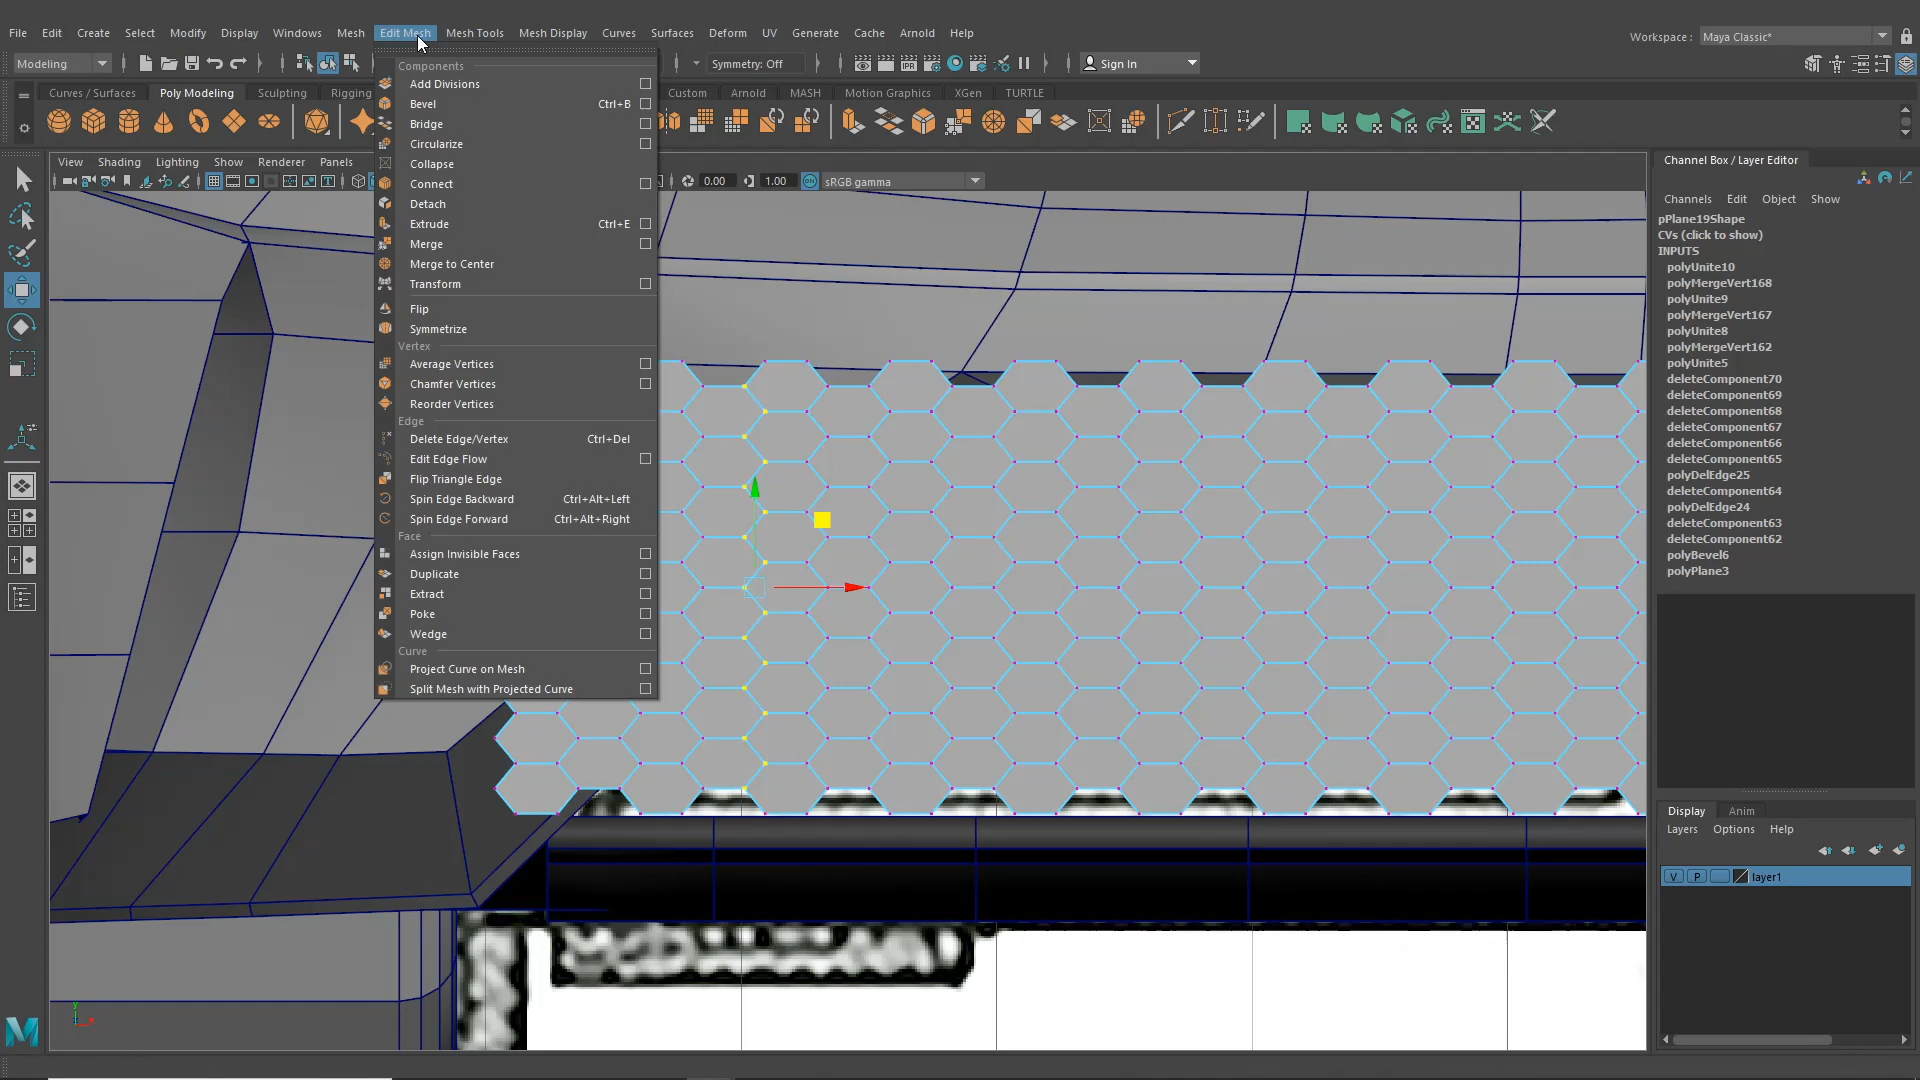 File Edit Create Select Modify Display Windows Mesh Edit Mesh Mesh Tools Mesh Display Curves Surfaces Deform UV Generate Cache Arnold Help
Workspace : Maya Classic*
Modeling
Symmetry: Off
Sign In
Curves / Surfaces Poly Modeling Sculpting Rigging Custom Arnold MASH Motion Graphics XGen TURTLE
View Shading Lighting Show Renderer Panels
0.00 1.00 sRGB gamma
Components
Add Divisions
Bevel Ctrl+B
Bridge
Circularize
Collapse
Connect
Detach
Extrude Ctrl+E
Merge
Merge to Center
Transform
Flip
Symmetrize
Vertex
Average Vertices
Chamfer Vertices
Reorder Vertices
Edge
Delete Edge/Vertex Ctrl+Del
Edit Edge Flow
Flip Triangle Edge
Spin Edge Backward Ctrl+Alt+Left
Spin Edge Forward Ctrl+Alt+Right
Face
Assign Invisible Faces
Duplicate
Extract
Poke
Wedge
Curve
Project Curve on Mesh
Split Mesh with Projected Curve
Channel Box / Layer Editor
Channels Edit Object Show
pPlane19Shape
CVs (click to show)
INPUTS
polyUnite10
polyMergeVert168
polyUnite9
polyMergeVert167
polyUnite8
polyMergeVert162
polyUnite5
deleteComponent70
deleteComponent69
deleteComponent68
deleteComponent67
deleteComponent66
deleteComponent65
polyDelEdge25
deleteComponent64
polyDelEdge24
deleteComponent63
deleteComponent62
polyBevel6
polyPlane3
Display Anim
Layers Options Help
V P layer1